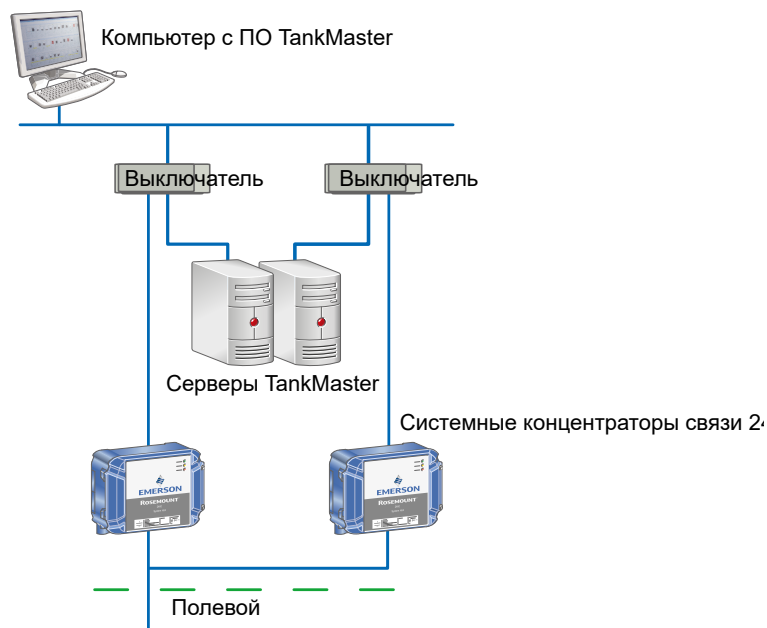 Компьютер с ПО TankMaster
Выключатель
Выключатель
Серверы TankMaster
Системные концентраторы связи 24
EMERSON
ROSEMOUNT
EMERSON
ROSEMOUNT
Полевой